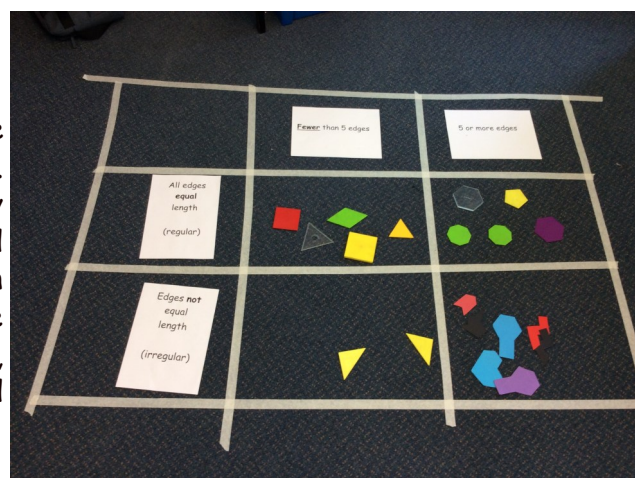 Fewer than 5 edges
5 or more edges
All edges
equal
length
(regular)
Edges not
equal
length
(irregular)